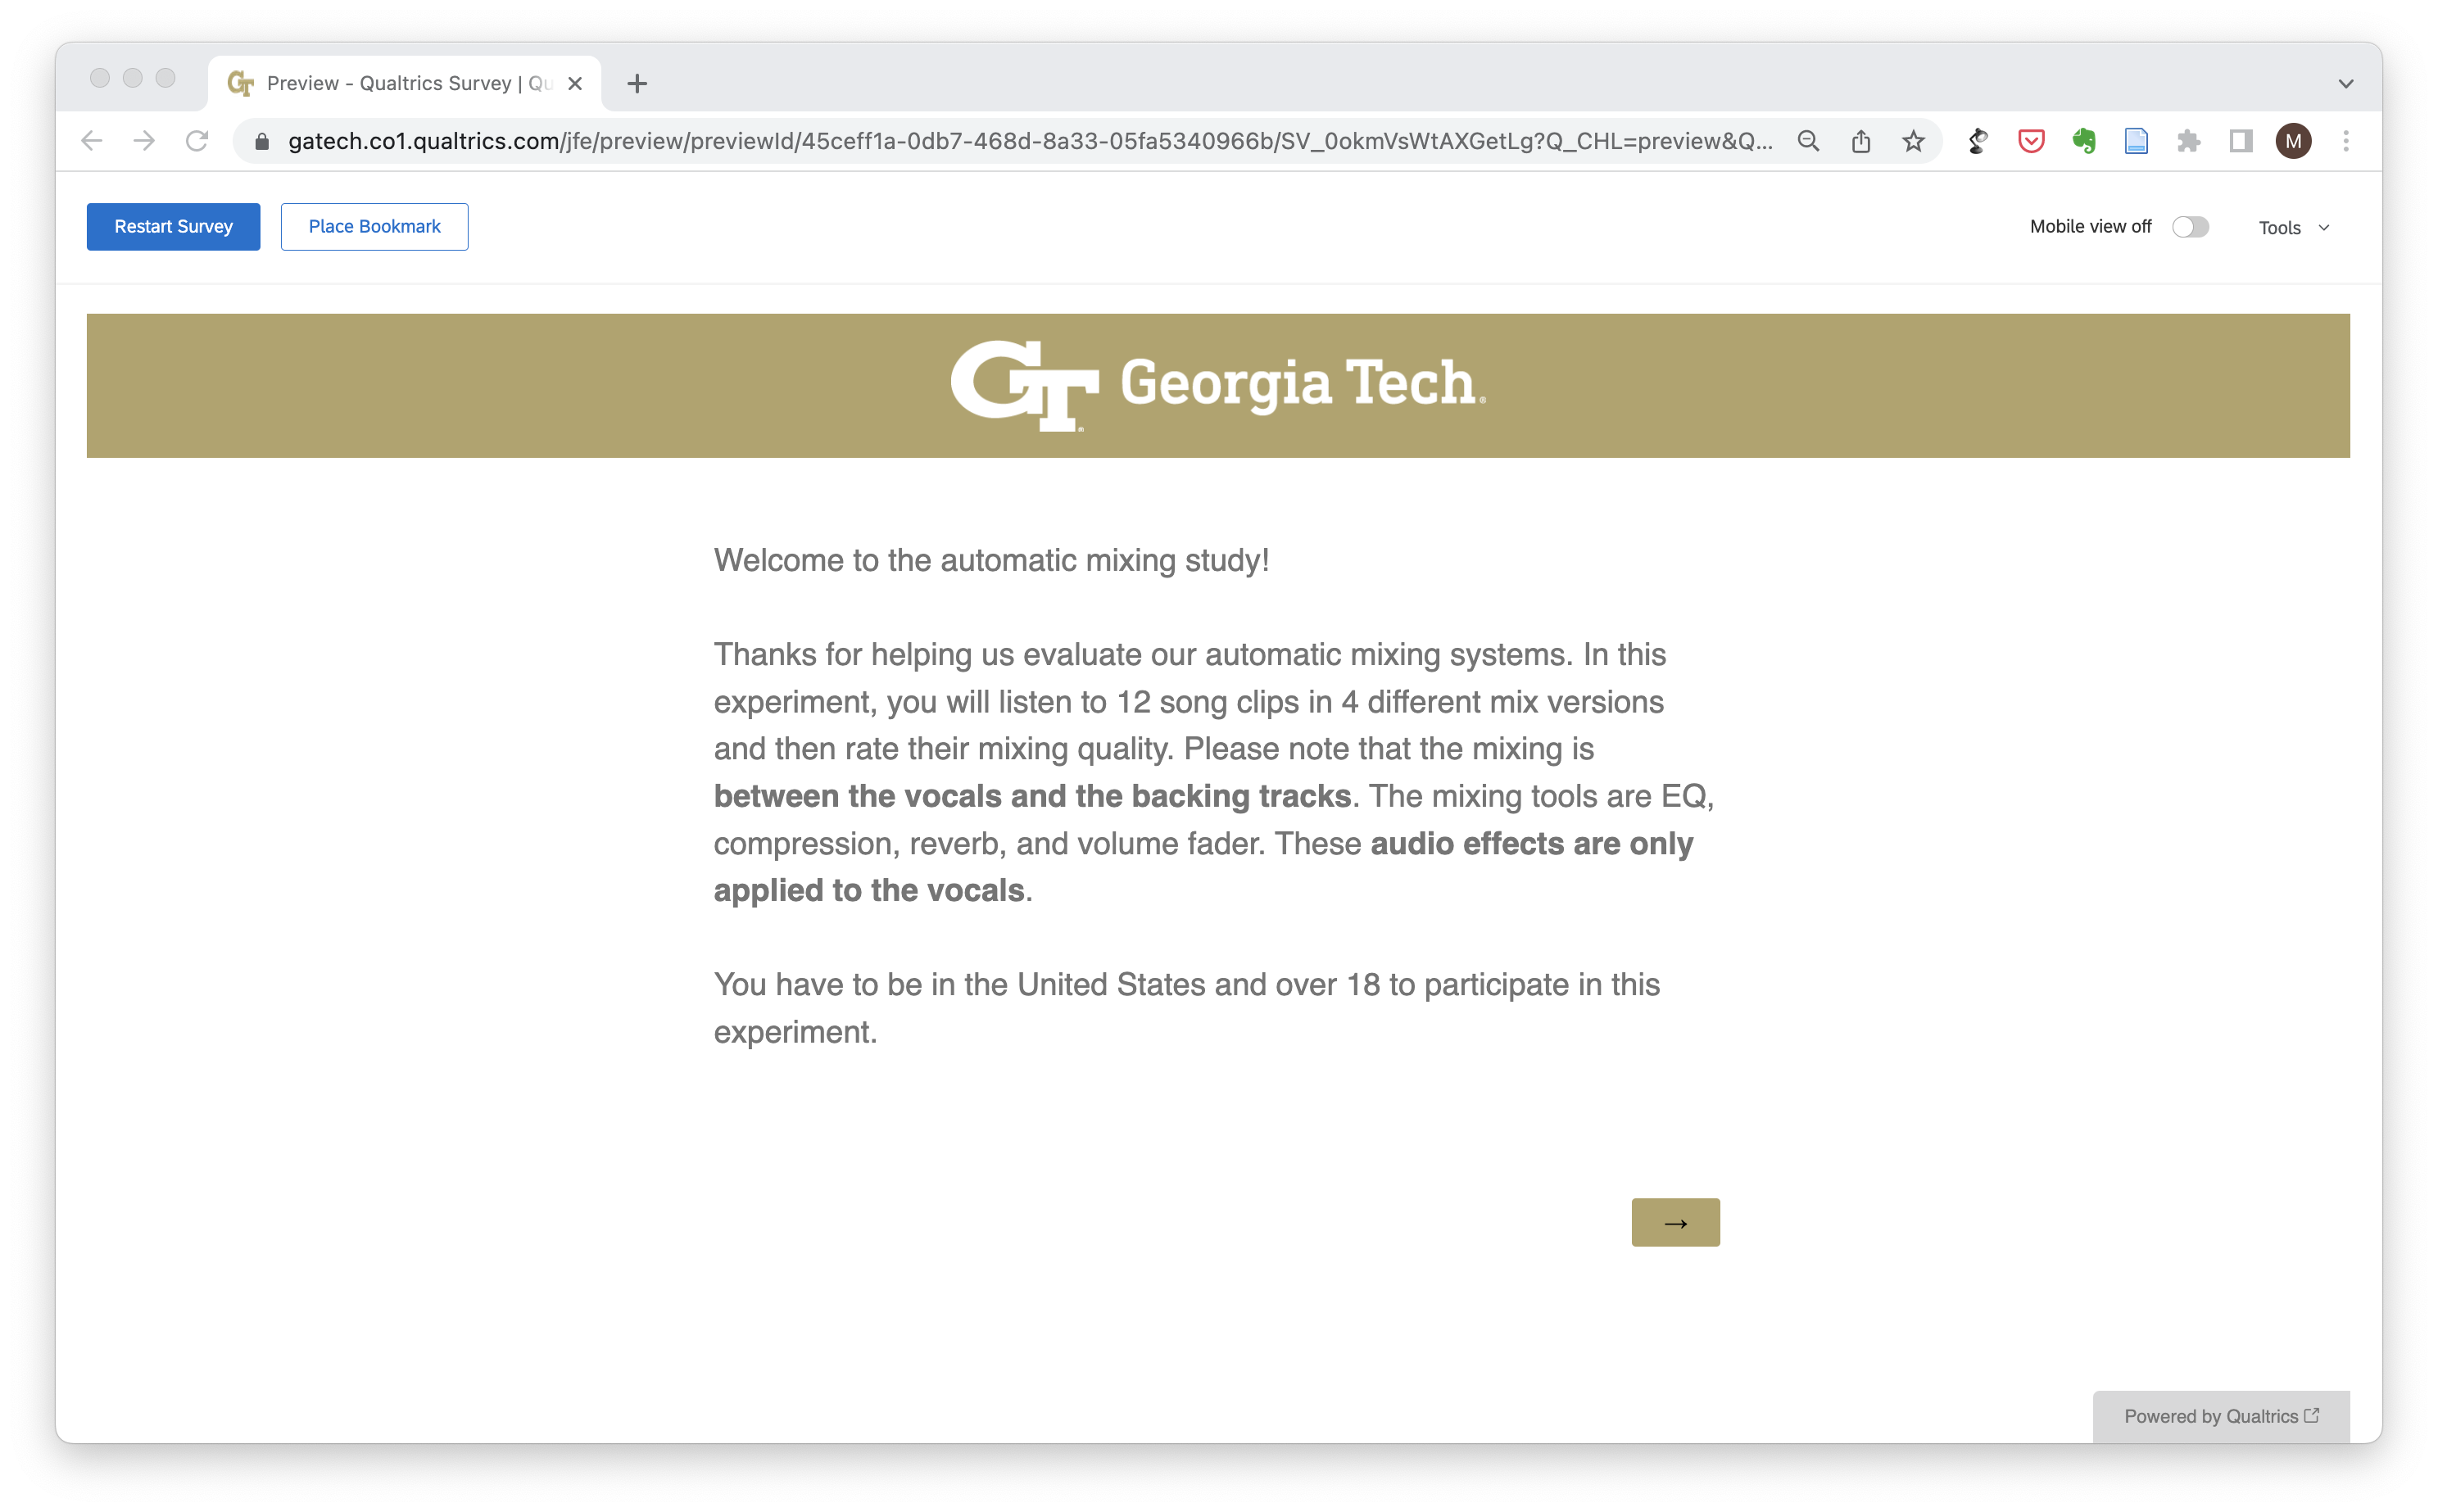 Preview - Qualtrics Survey | Qu
gatech.co1.qualtrics.com/jfe/preview/previewId/45ceff1a-0db7-468d-8a33-05fa5340966b/SV_0okmVsWtAXGetLg?Q_CHL=preview&Q...
M
Restart Survey
Place Bookmark
Mobile view off
Tools
GT Georgia Tech®
Welcome to the automatic mixing study!
Thanks for helping us evaluate our automatic mixing systems. In this
experiment, you will listen to 12 song clips in 4 different mix versions
and then rate their mixing quality. Please note that the mixing is
between the vocals and the backing tracks. The mixing tools are EQ,
compression, reverb, and volume fader. These audio effects are only
applied to the vocals.
You have to be in the United States and over 18 to participate in this
experiment.
→
Powered by Qualtrics